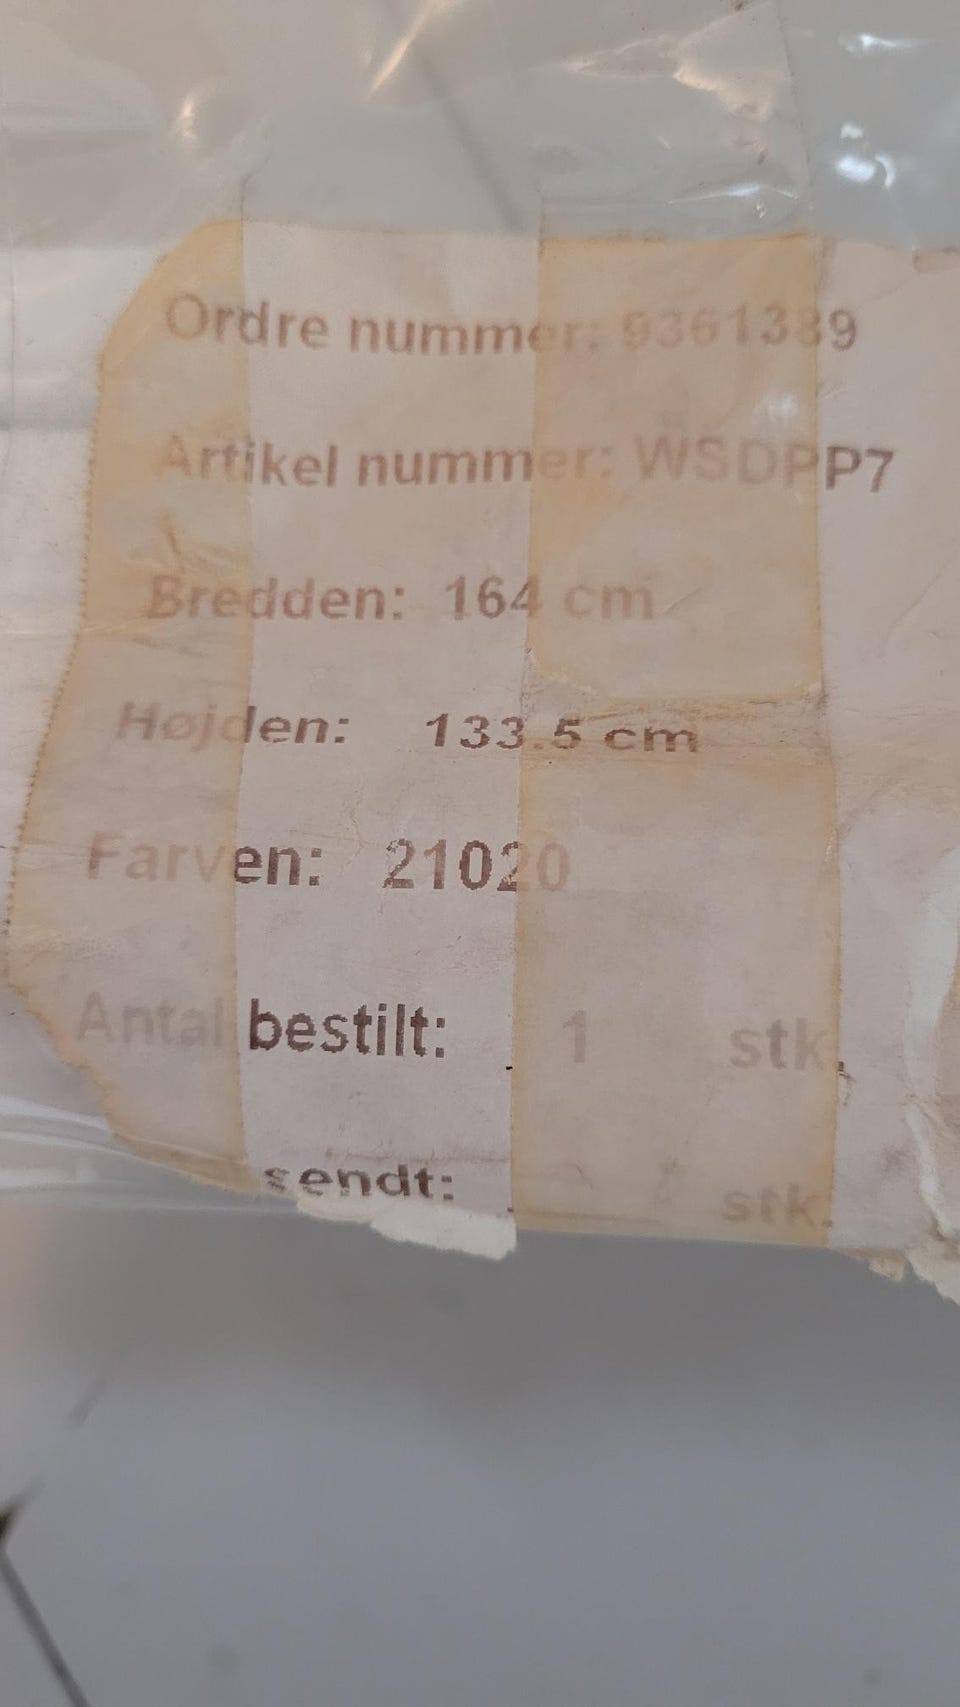 Ordre nummer: 9361339
Artikel nummer: WSDPP7
Bredden: 164 cm
Højden: 133.5 cm
Farven: 21020
Antal bestilt: 1 stk.
sendt: stk.